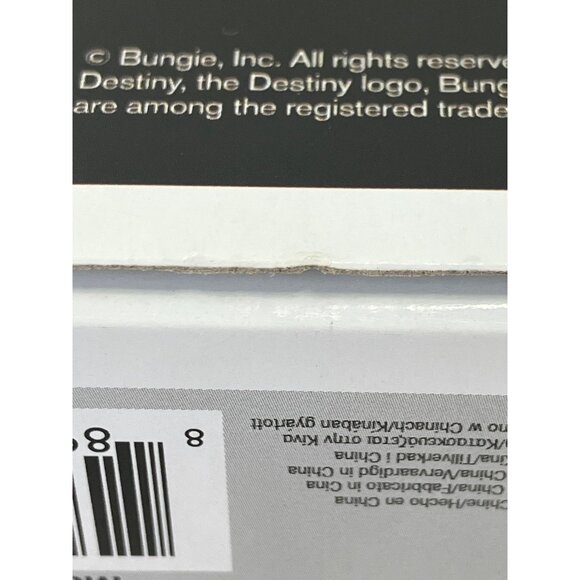 © Bungie, Inc. All rights reserve
Destiny, the Destiny logo, Bung
are among the registered trade
Chine/Hecho en China
China/Fabbricato in Cina
China/Vervaardigd in China
ina/Tillverkad i China
/Κατασκευάζεται στην Κίνα
no w Chinach/Kínában gyártott
8